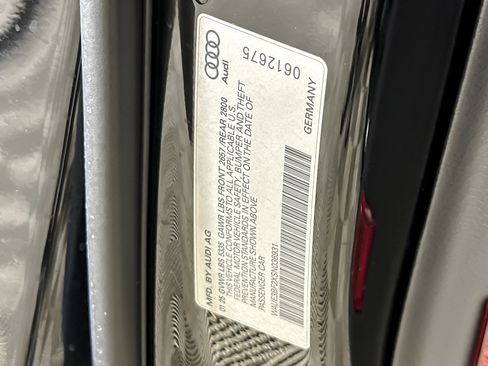 Audi
0612675
GERMANY
MFD. BY AUDI AG
01.25 GVWR LBS 5335 GAWR LBS FRONT 2657 /REAR 2800
THIS VEHICLE CONFORMS TO ALL APPLICABLE U.S.
FEDERAL MOTOR VEHICLE SAFETY, BUMPER AND THEFT
PREVENTION STANDARDS IN EFFECT ON THE DATE OF
MANUFACTURE SHOWN ABOVE
PASSENGER CAR